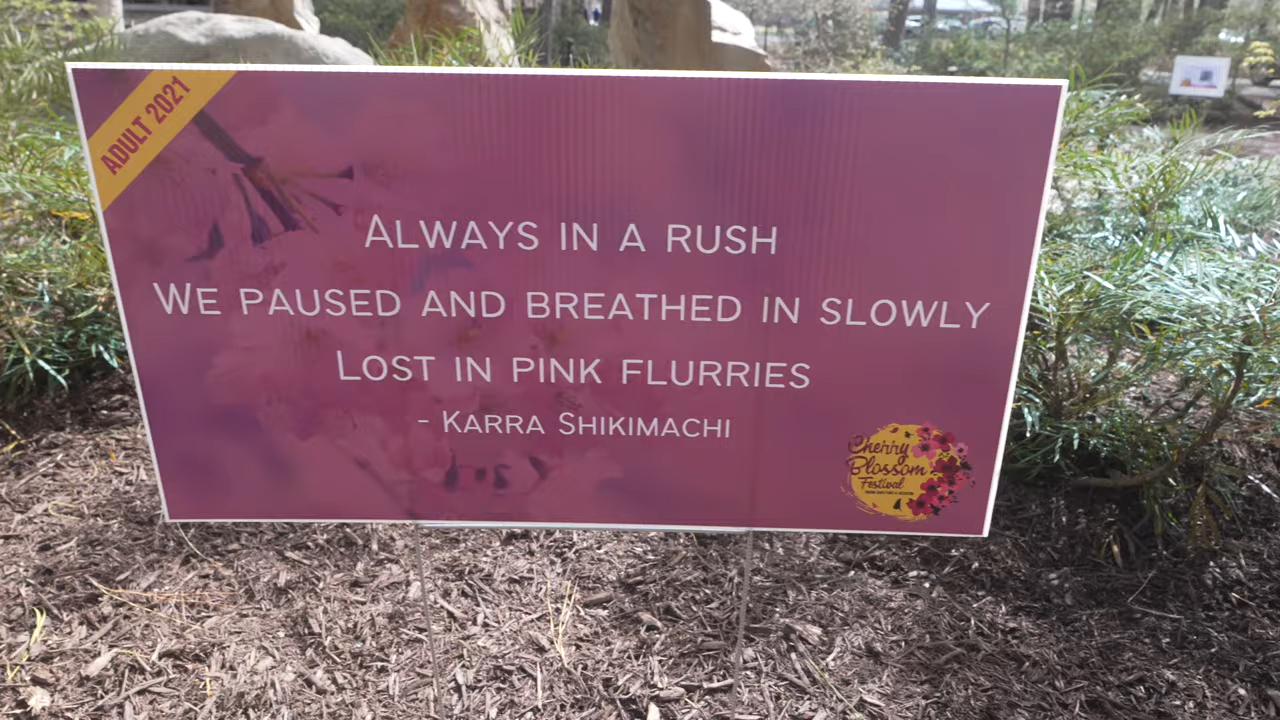 ADULT 2021
ALWAYS IN A RUSH
WE PAUSED AND BREATHED IN SLOWLY
LOST IN PINK FLURRIES
- KARRA SHIKIMACHI
Cherry
Blossom
Festival